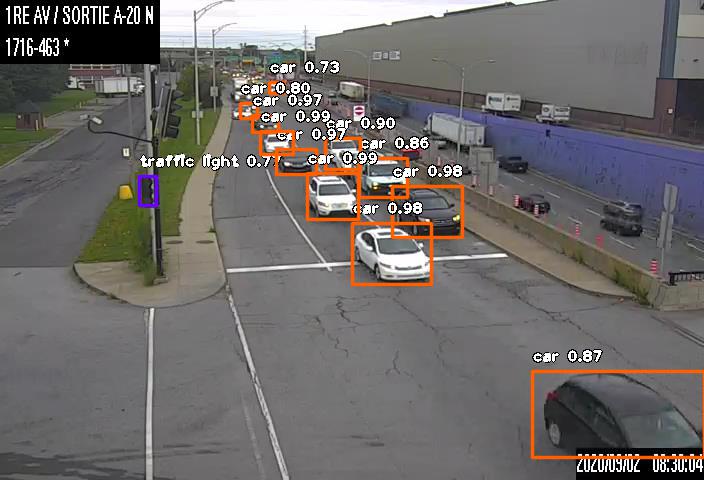 1RE AV / SORTIE A-20 N
1716-463 *
car 0.73
car 0.80
car 0.97
car 0.99
car 0.90
0.97
car 0.86
car 0.99
traffic light 0.7
car 0.98
car 0.98
car 0.87
2020/09/02 08:30:04